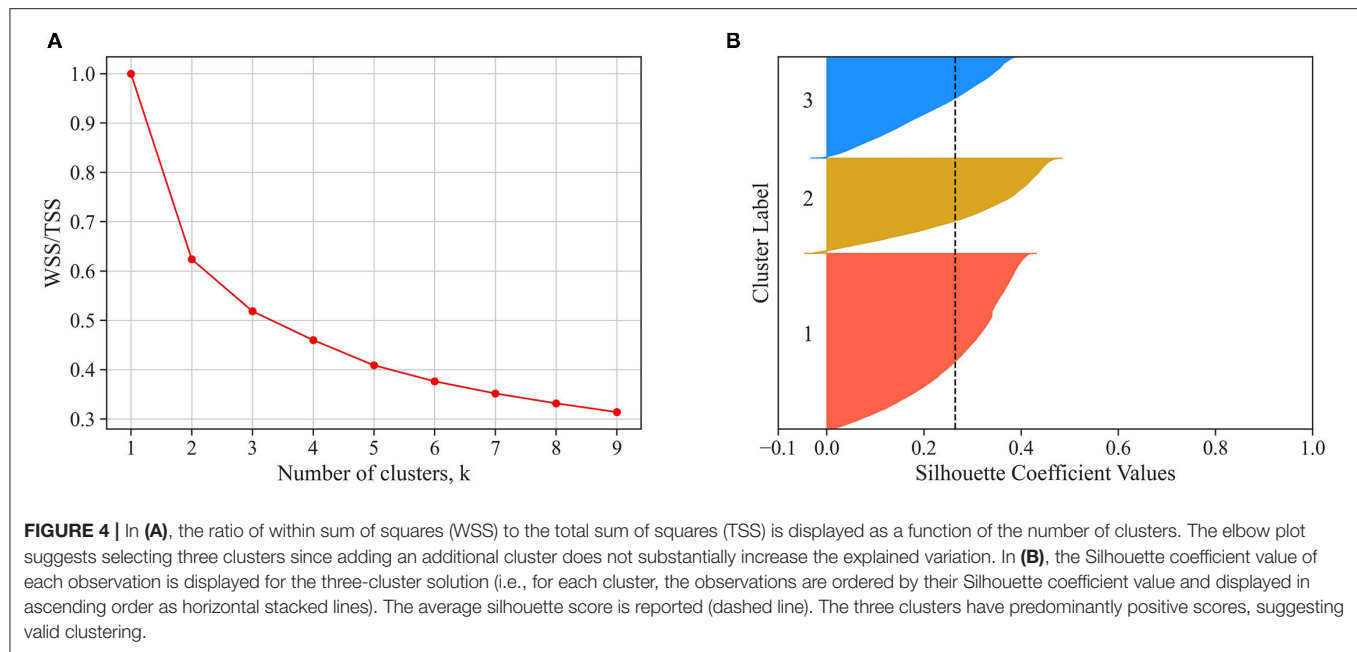 A
B
1.0
0.9
0.8
0.7
0.6
0.5
0.4
0.3
WSS/TSS
1 2 3 4 5 6 7 8 9
Number of clusters, k
Cluster Label
3
2
1
−0.1 0.0 0.2 0.4 0.6 0.8 1.0
Silhouette Coefficient Values
FIGURE 4 | In (A), the ratio of within sum of squares (WSS) to the total sum of squares (TSS) is displayed as a function of the number of clusters. The elbow plot
suggests selecting three clusters since adding an additional cluster does not substantially increase the explained variation. In (B), the Silhouette coefficient value of
each observation is displayed for the three-cluster solution (i.e., for each cluster, the observations are ordered by their Silhouette coefficient value and displayed in
ascending order as horizontal stacked lines). The average silhouette score is reported (dashed line). The three clusters have predominantly positive scores, suggesting
valid clustering.